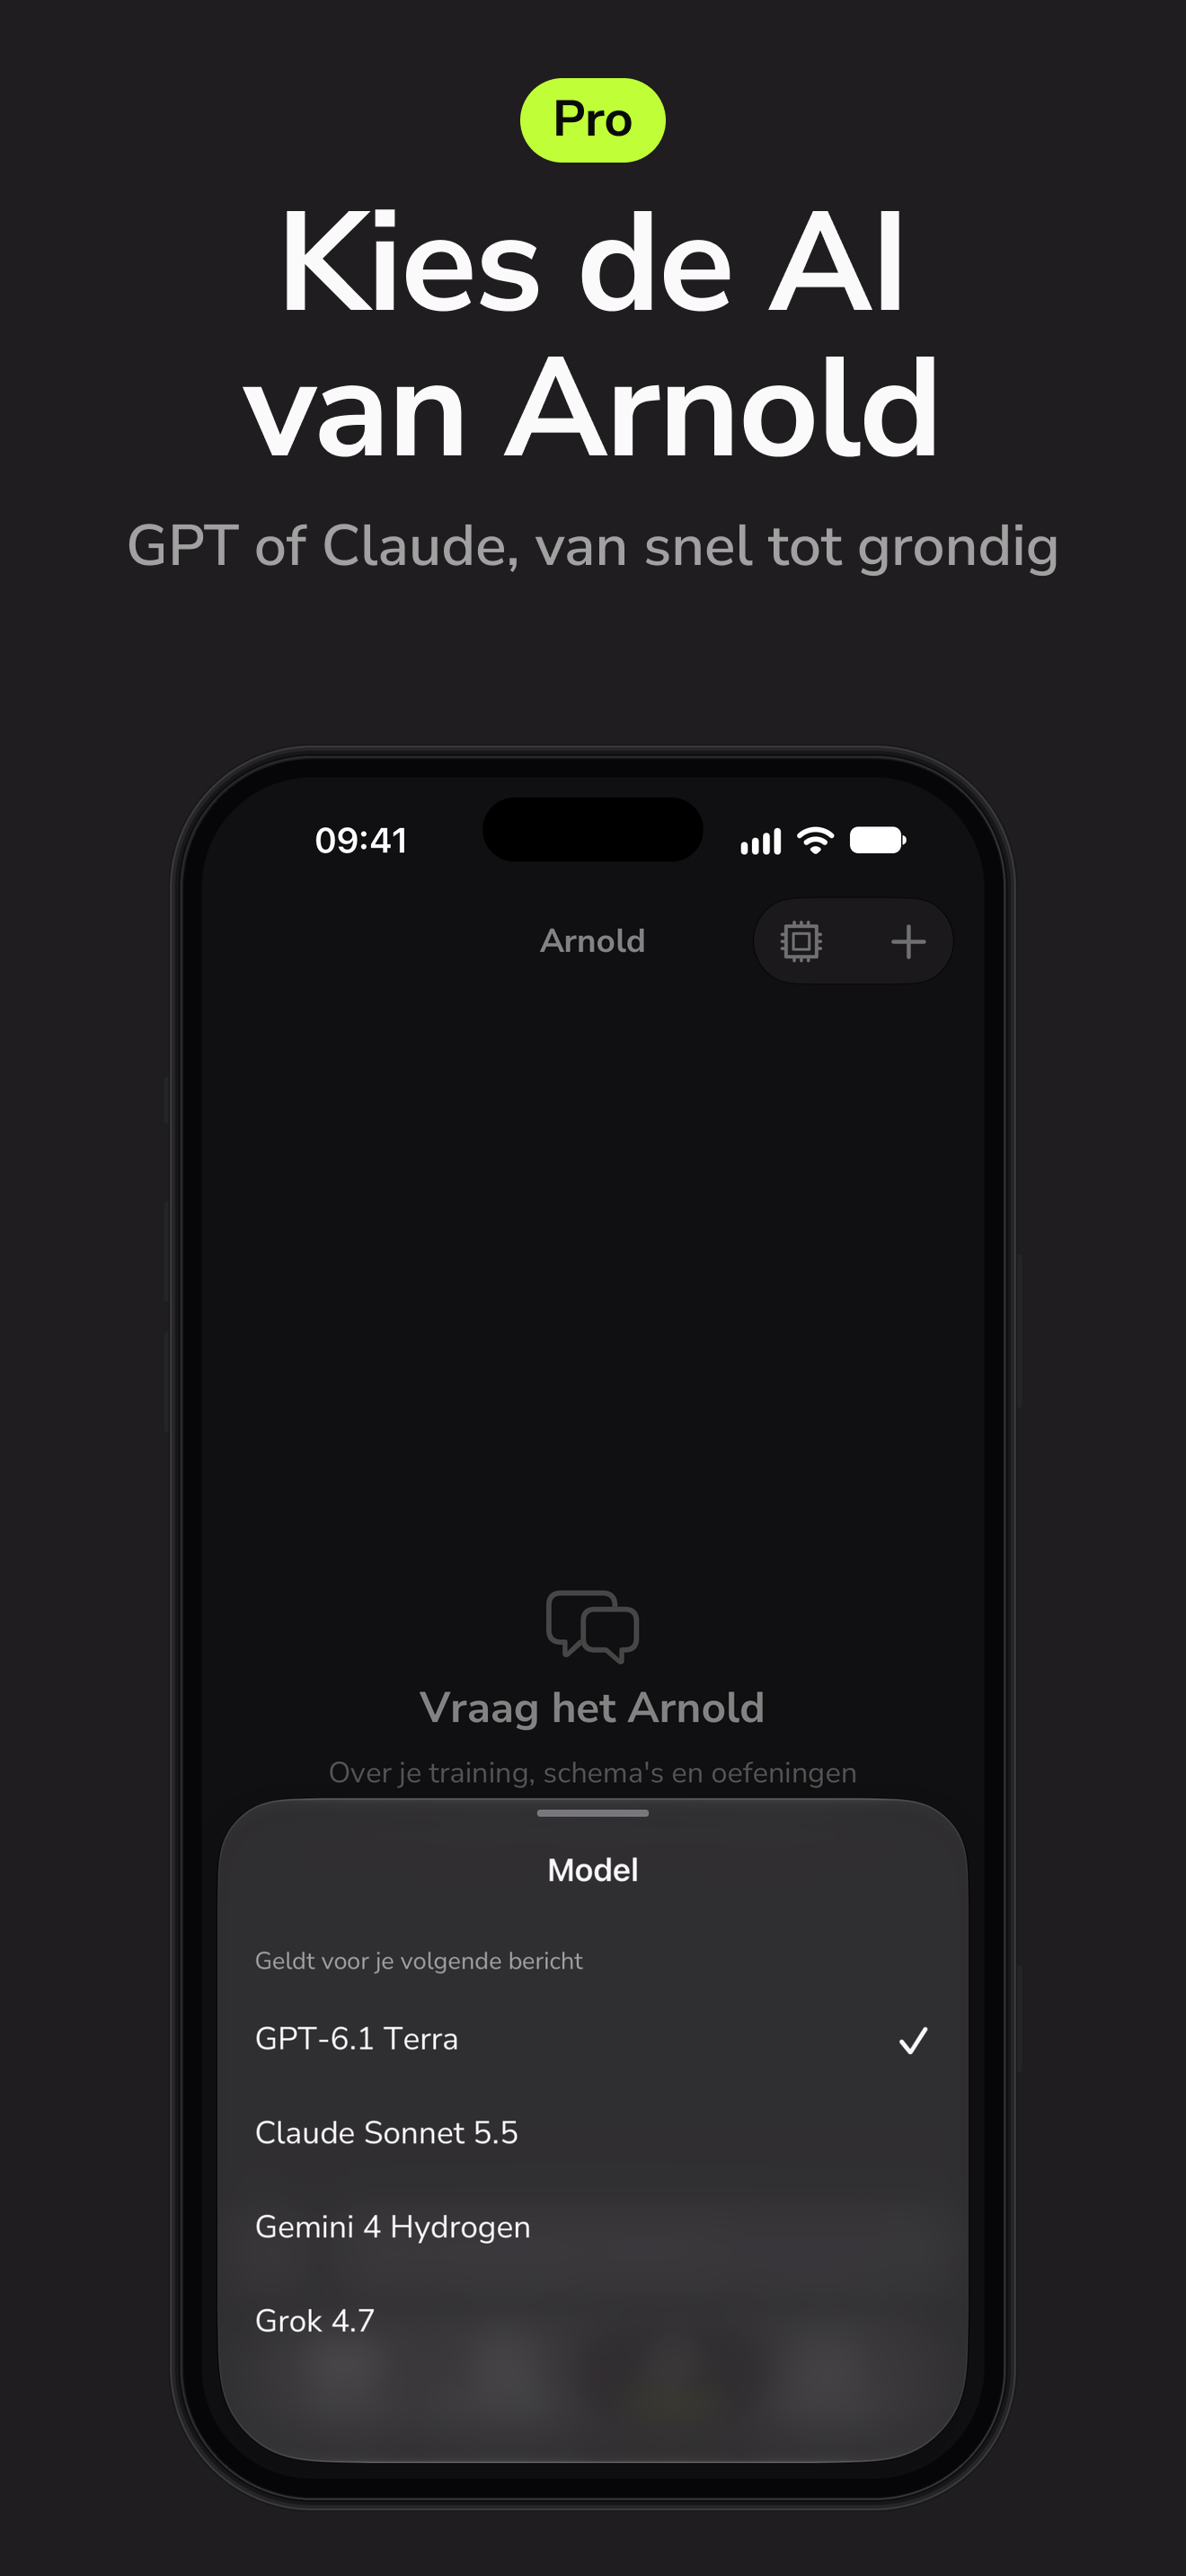 Pro
Kies de AI
van Arnold
GPT of Claude, van snel tot grondig
09:41
Arnold
Vraag het Arnold
Over je training, schema's en oefeningen
Model
Geldt voor je volgende bericht
GPT-6.1 Terra
Claude Sonnet 5.5
Gemini 4 Hydrogen
Grok 4.7